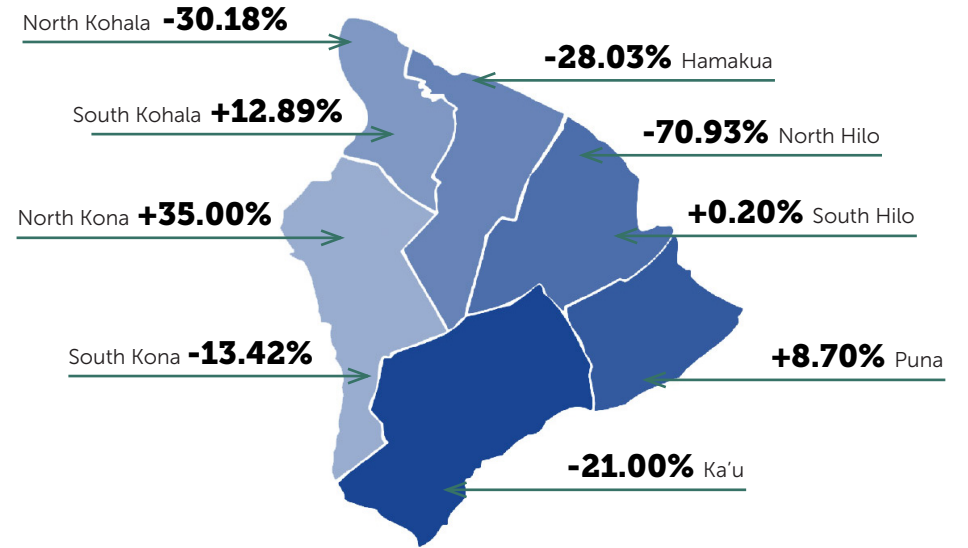 North Kohala -30.18%
-28.03% Hamakua
South Kohala +12.89%
-70.93% North Hilo
North Kona +35.00%
+0.20% South Hilo
South Kona -13.42%
+8.70% Puna
-21.00% Ka'u